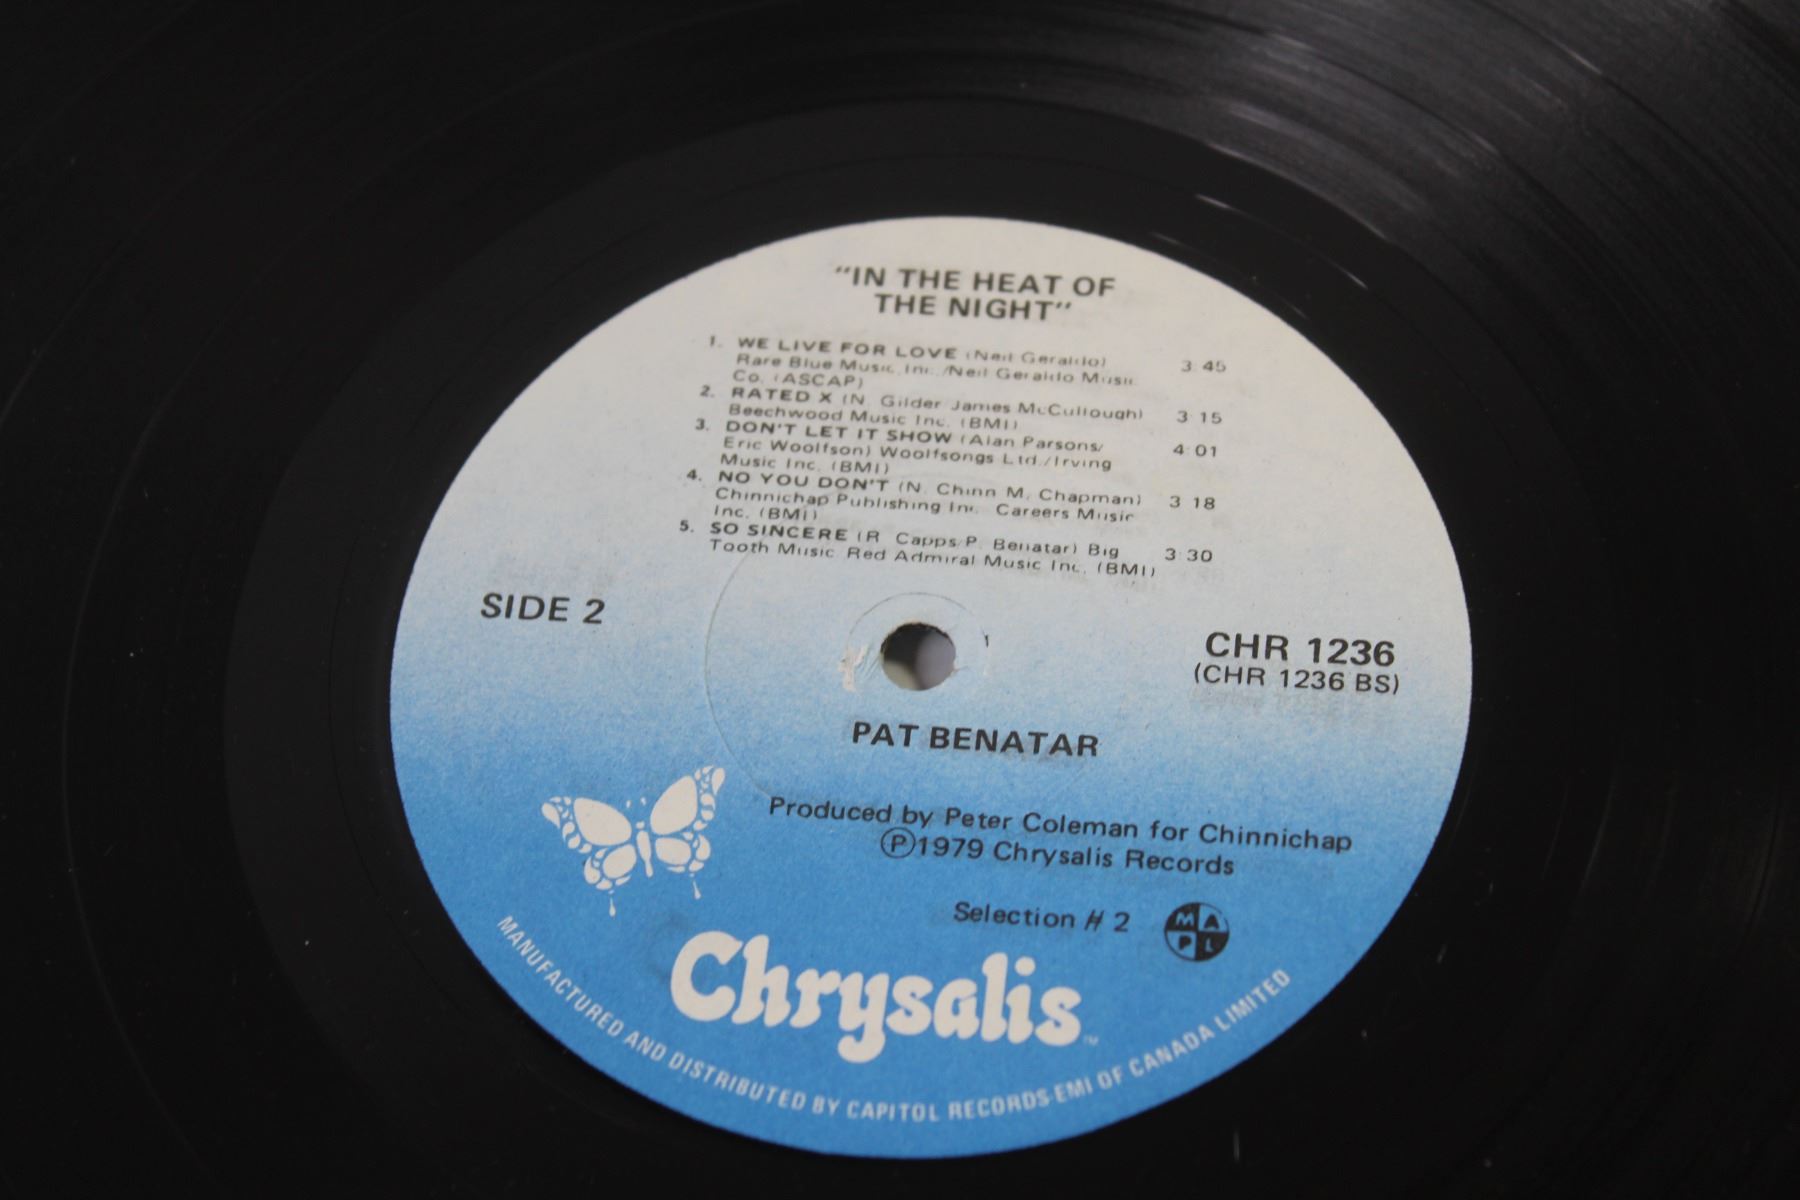 "IN THE HEAT OF
THE NIGHT"
1. WE LIVE FOR LOVE (Neil Geraldo) 3:45
Rare Blue Music, Inc./Neil Geraldo Music
Co. (ASCAP)
2. RATED X (N. Gilder James McCullough) 3:15
Beechwood Music Inc. (BMI)
3. DON'T LET IT SHOW (Alan Parsons/ 4:01
Eric Woolfson) Woolfsongs Ltd./Irving
Music Inc. (BMI)
4. NO YOU DON'T (N. Chinn M. Chapman) 3:18
Chinnichap Publishing Inc. Careers Music
Inc. (BMI)
5. SO SINCERE (R. Capps/P. Benatar) Big 3:30
Tooth Music Red Admiral Music Inc. (BMI)
SIDE 2
CHR 1236
(CHR 1236 BS)
PAT BENATAR
Produced by Peter Coleman for Chinnichap
Ⓟ1979 Chrysalis Records
Selection # 2
M A
P L
Chrysalis™
MANUFACTURED AND DISTRIBUTED BY CAPITOL RECORDS-EMI OF CANADA LIMITED